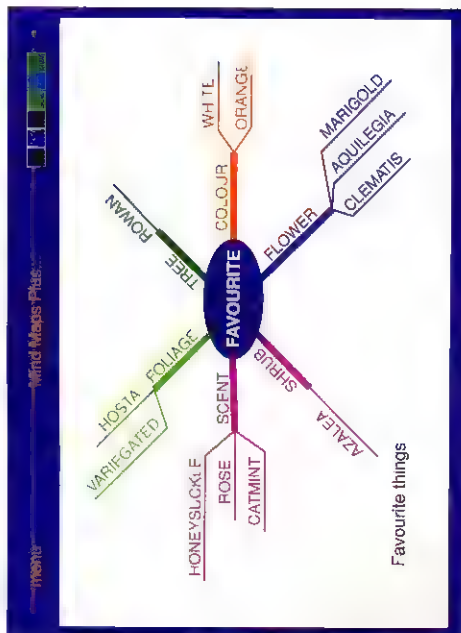 menu
Mind Maps Plus...
FAVOURITE
TREE
ROWAN
COLOUR
WHITE
ORANGE
FLOWER
MARIGOLD
AQUILEGIA
CLEMATIS
SHRUB
AZALEA
SCENT
HONEYSUCKLE
ROSE
CATMINT
FOLIAGE
HOSTA
VARIEGATED
Favourite things